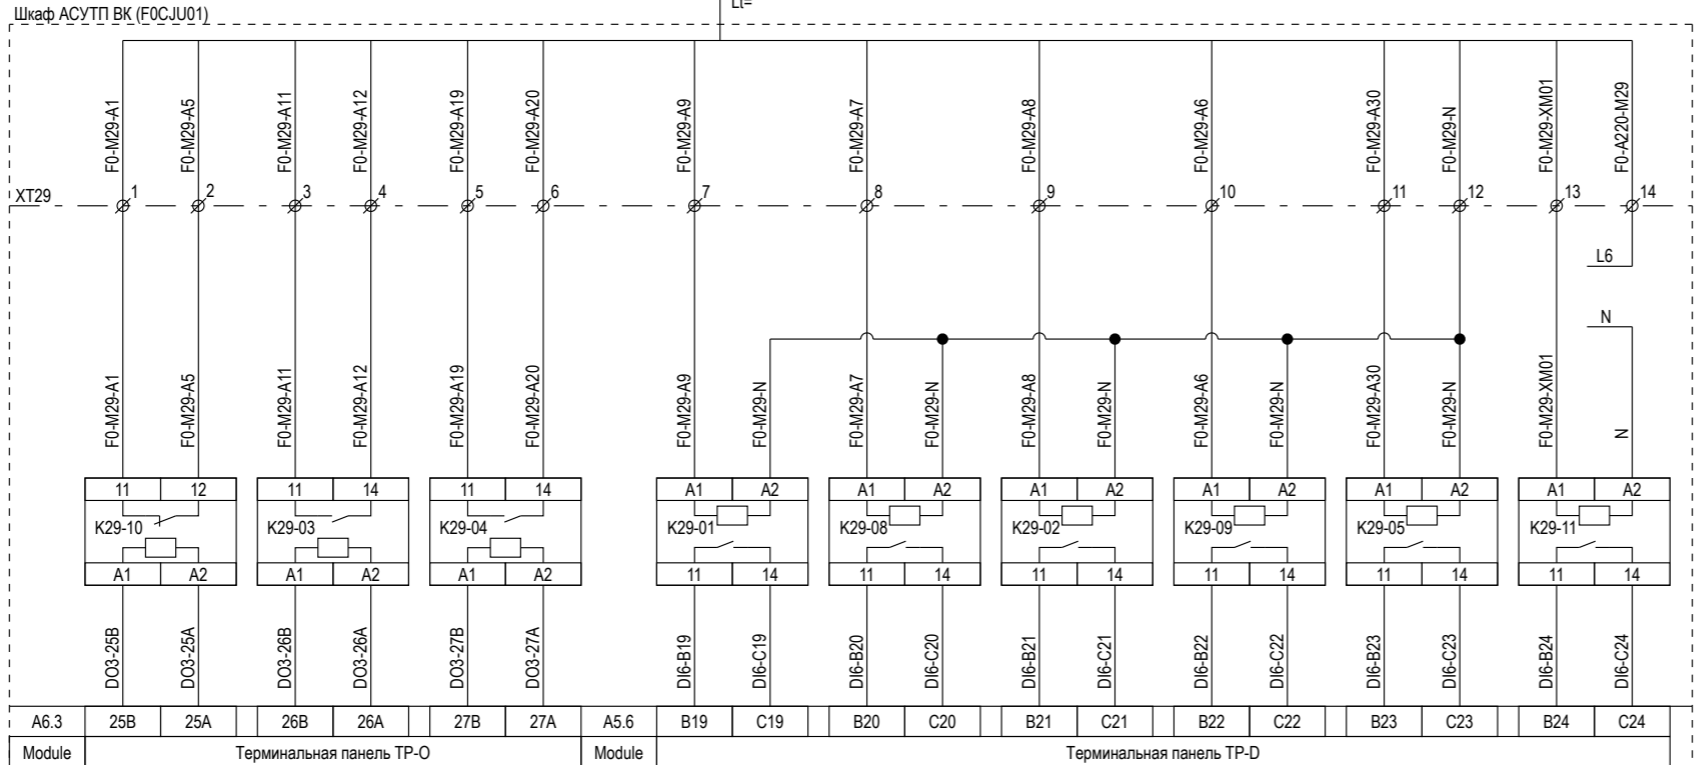 Lt=
Шкаф АСУТП ВК (F0CJU01)
F0-M29-A1 F0-M29-A5 F0-M29-A11 F0-M29-A12 F0-M29-A19 F0-M29-A20 F0-M29-A9 F0-M29-A7 F0-M29-A8 F0-M29-A6 F0-M29-A30 F0-M29-N F0-M29-XM01 F0-A220-M29
XT29 1 2 3 4 5 6 7 8 9 10 11 12 13 14
L6
N
F0-M29-A1 F0-M29-A5 F0-M29-A11 F0-M29-A12 F0-M29-A19 F0-M29-A20 F0-M29-A9 F0-M29-N F0-M29-A7 F0-M29-N F0-M29-A8 F0-M29-N F0-M29-A6 F0-M29-N F0-M29-A30 F0-M29-N F0-M29-XM01 N
11 12 11 14 11 14 A1 A2 A1 A2 A1 A2 A1 A2 A1 A2 A1 A2
K29-10 K29-03 K29-04 K29-01 K29-08 K29-02 K29-09 K29-05 K29-11
A1 A2 A1 A2 A1 A2 11 14 11 14 11 14 11 14 11 14 11 14
DO3-25B DO3-25A DO3-26B DO3-26A DO3-27B DO3-27A DI6-B19 DI6-C19 DI6-B20 DI6-C20 DI6-B21 DI6-C21 DI6-B22 DI6-C22 DI6-B23 DI6-C23 DI6-B24 DI6-C24
A6.3 25B 25A 26B 26A 27B 27A A5.6 B19 C19 B20 C20 B21 C21 B22 C22 B23 C23 B24 C24
Module Терминальная панель TP-O Module Терминальная панель TP-D